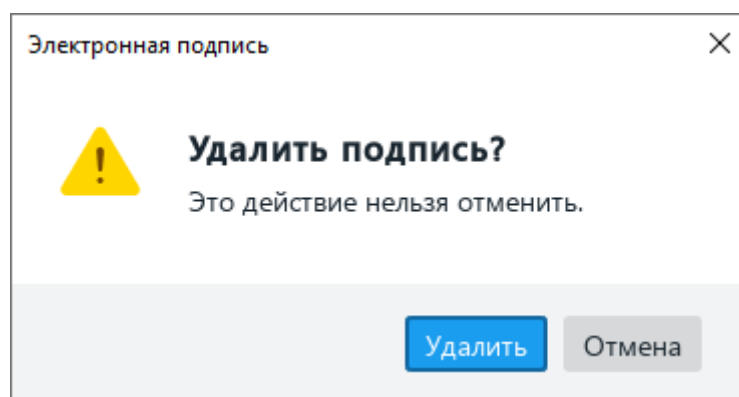 Электронная подпись
Удалить подпись?
Это действие нельзя отменить.
Удалить
Отмена